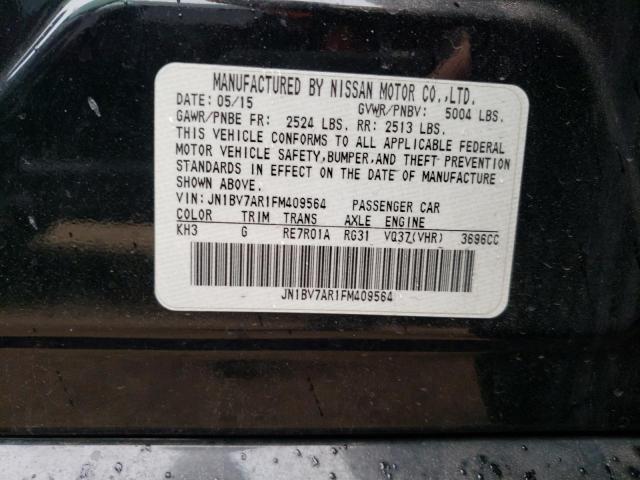 MANUFACTURED BY NISSAN MOTOR CO.,LTD.
DATE: 05/15 GVWR/PNBV: 5004 LBS.
GAWR/PNBE FR: 2524 LBS. RR: 2513 LBS.
THIS VEHICLE CONFORMS TO ALL APPLICABLE FEDERAL
MOTOR VEHICLE SAFETY,BUMPER,AND THEFT PREVENTION
STANDARDS IN EFFECT ON THE DATE OF MANUFACTURE
SHOWN ABOVE.
VIN: JN1BV7AR1FM409564 PASSENGER CAR
COLOR TRIM TRANS AXLE ENGINE
KH3 G RE7R01A RG31 VQ37(VHR) 3696CC
JN1BV7AR1FM409564